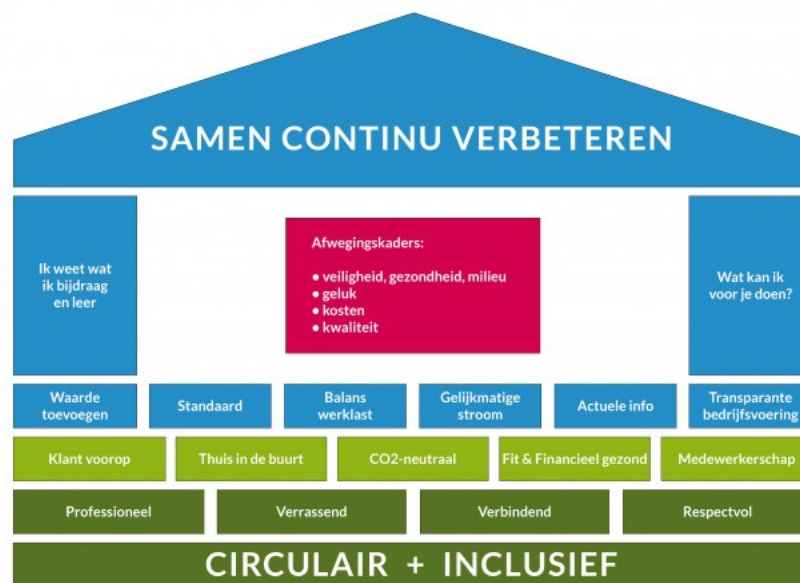 SAMEN CONTINU VERBETEREN
Ik weet wat
ik bijdraag
en leer
Afwegingskaders:
• veiligheid, gezondheid, milieu
• geluk
• kosten
• kwaliteit
Wat kan ik
voor je doen?
Waarde
toevoegen
Standaard
Balans
werklast
Gelijkmatige
stroom
Actuele info
Transparante
bedrijfsvoering
Klant voorop
Thuis in de buurt
CO2-neutraal
Fit & Financieel gezond
Medewerkerschap
Professioneel
Verrassend
Verbindend
Respectvol
CIRCULAIR + INCLUSIEF